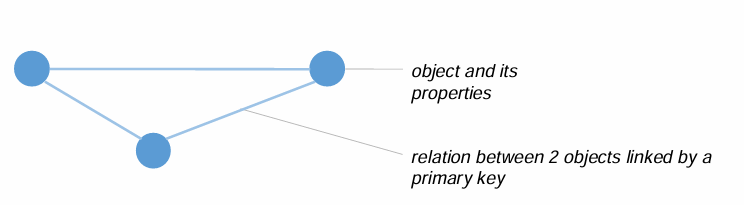 object and its
properties
relation between 2 objects linked by a
primary key